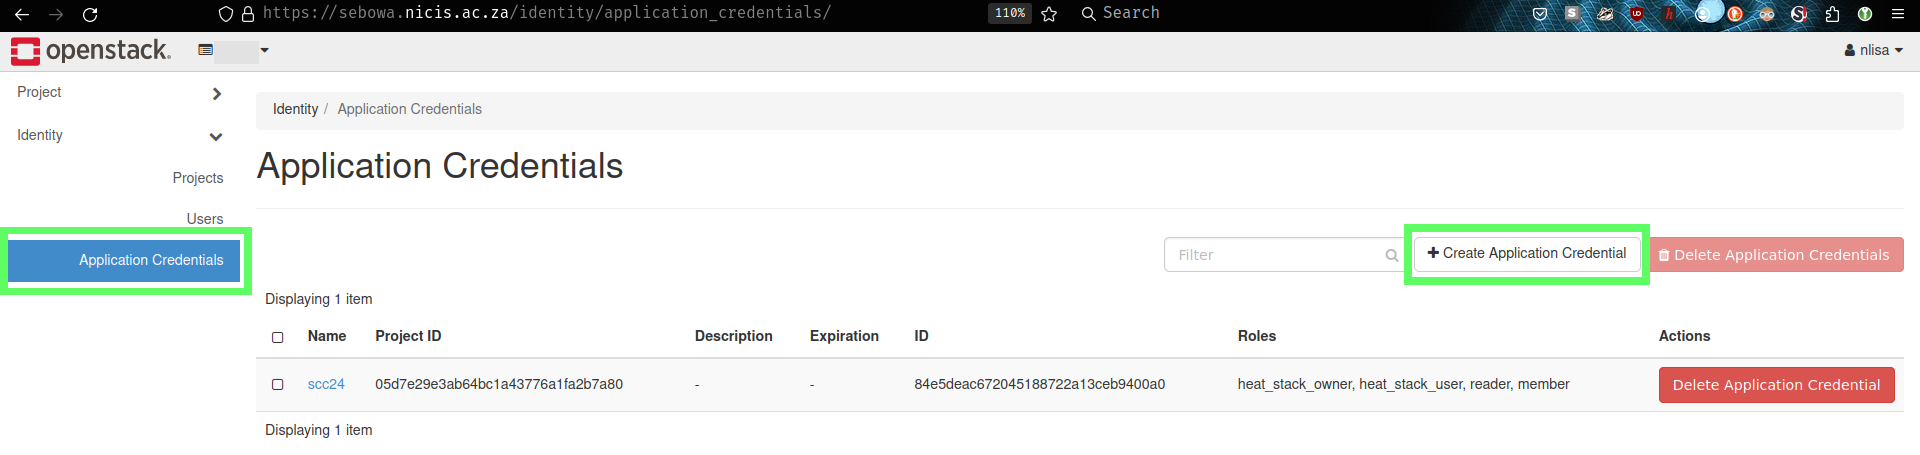 https://sebowa.nicis.ac.za/identity/application_credentials/ 110% Search
openstack. nlisa
Project
Identity / Application Credentials
Identity
Application Credentials
Projects
Users
Application Credentials
Filter Create Application Credential Delete Application Credentials
Displaying 1 item
Name Project ID Description Expiration ID Roles Actions
scc24 05d7e29e3ab64bc1a43776a1fa2b7a80 - - 84e5deac672045188722a13ceb9400a0 heat_stack_owner, heat_stack_user, reader, member Delete Application Credential
Displaying 1 item